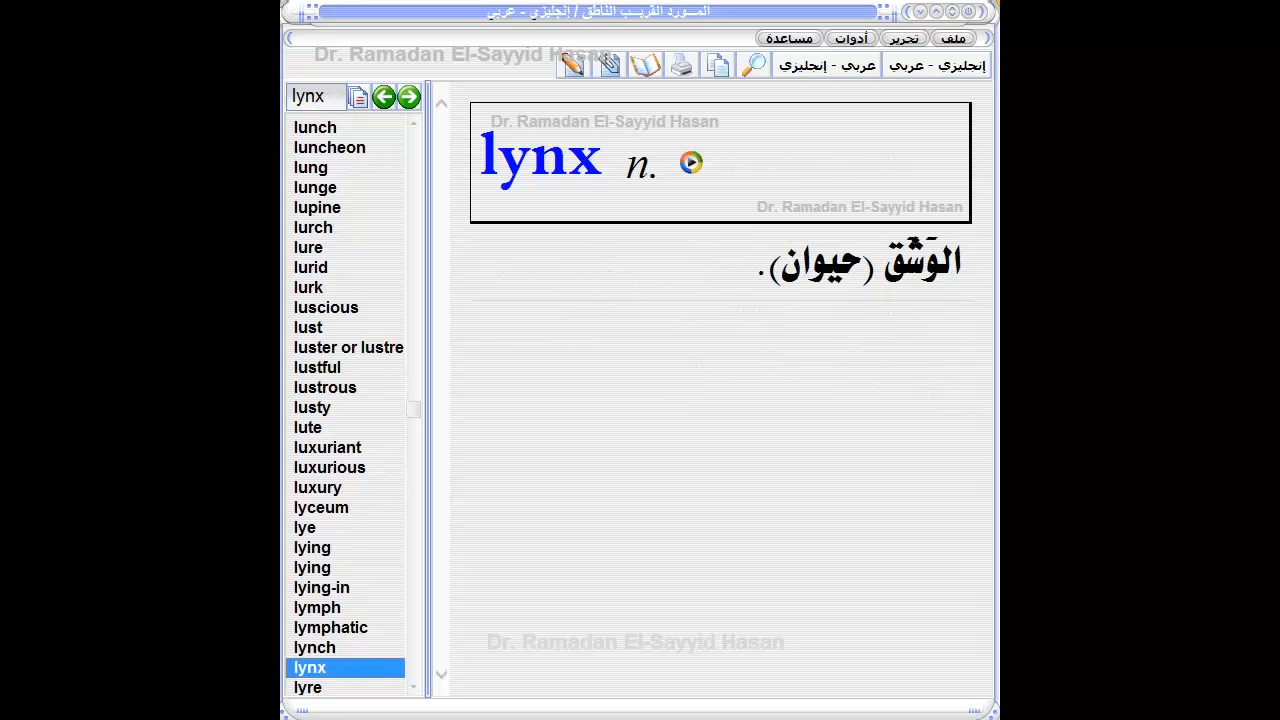 المـورد القريـب الناطق / إنجليزي - عربي
ملف تحرير أدوات مساعدة
Dr. Ramadan El-Sayyid Hasan
إنجليزي - عربي عربي - إنجليزي
lynx
lunch
luncheon
lung
lunge
lupine
lurch
lure
lurid
lurk
luscious
lust
luster or lustre
lustful
lustrous
lusty
lute
luxuriant
luxurious
luxury
lyceum
lye
lying
lying
lying-in
lymph
lymphatic
lynch
lynx
lyre
Dr. Ramadan El-Sayyid Hasan
lynx n.
Dr. Ramadan El-Sayyid Hasan
الوَشَق (حيوان).
Dr. Ramadan El-Sayyid Hasan